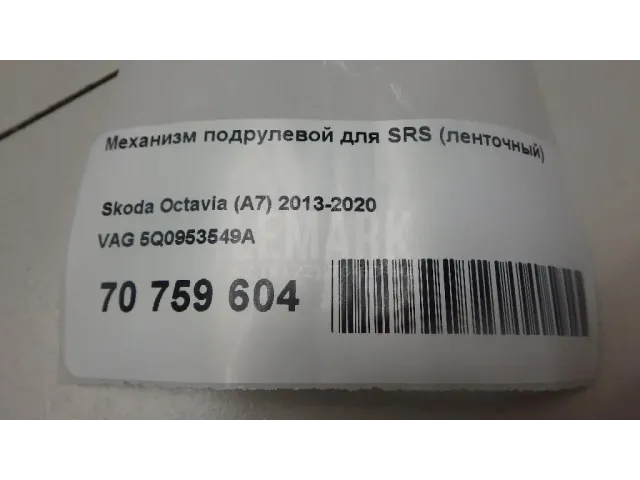 Механизм подрулевой для SRS (ленточный)
Skoda Octavia (A7) 2013-2020
VAG 5Q0953549A
70 759 604